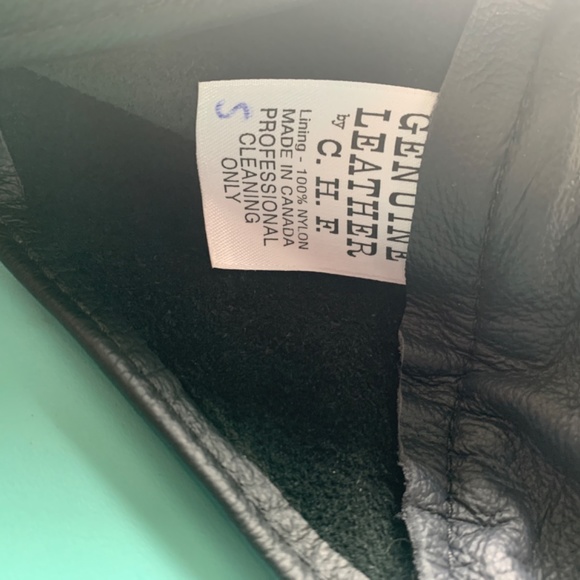 GENUINE
LEATHER
by C. H. F.
Lining - 100% NYLON
MADE IN CANADA
PROFESSIONAL
CLEANING
ONLY
S